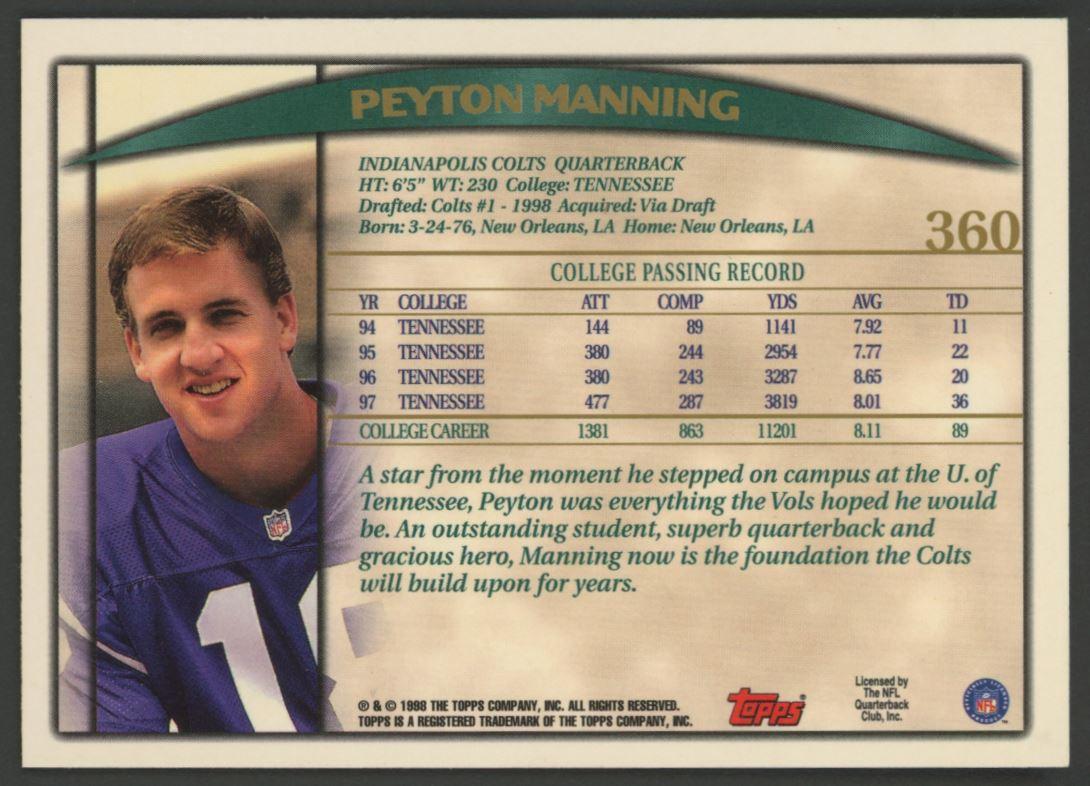 PEYTON MANNING
INDIANAPOLIS COLTS QUARTERBACK
HT: 6'5" WT: 230 College: TENNESSEE
Drafted: Colts #1 - 1998 Acquired: Via Draft
Born: 3-24-76, New Orleans, LA Home: New Orleans, LA
360
COLLEGE PASSING RECORD
YR COLLEGE ATT COMP YDS AVG TD
94 TENNESSEE 144 89 1141 7.92 11
95 TENNESSEE 380 244 2954 7.77 22
96 TENNESSEE 380 243 3287 8.65 20
97 TENNESSEE 477 287 3819 8.01 36
COLLEGE CAREER 1381 863 11201 8.11 89
A star from the moment he stepped on campus at the U. of
Tennessee, Peyton was everything the Vols hoped he would
be. An outstanding student, superb quarterback and
gracious hero, Manning now is the foundation the Colts
will build upon for years.
NFL
1
® & © 1998 THE TOPPS COMPANY, INC. ALL RIGHTS RESERVED.
TOPPS IS A REGISTERED TRADEMARK OF THE TOPPS COMPANY, INC.
Topps ®
Licensed by
The NFL
Quarterback
Club, Inc.
NFL
™